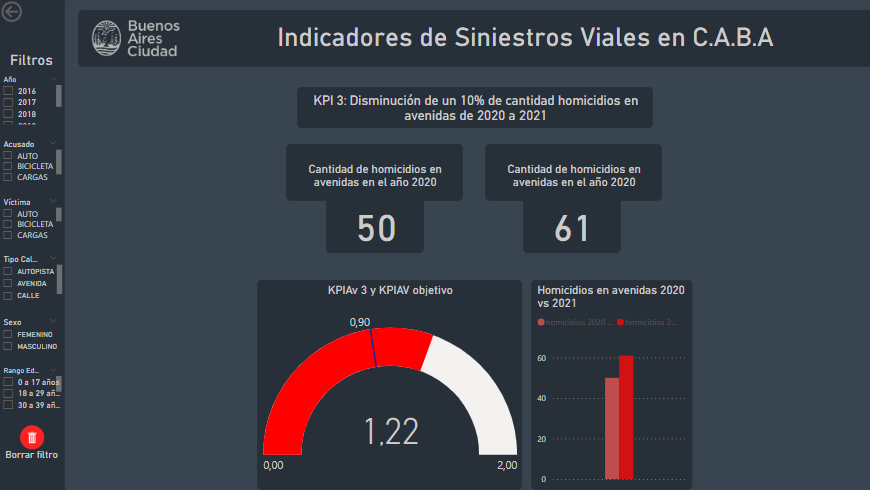 Buenos
Aires
Ciudad
Indicadores de Siniestros Viales en C.A.B.A
Filtros
Año
2016
2017
2018
Acusado
AUTO
BICICLETA
CARGAS
Víctima
AUTO
BICICLETA
CARGAS
Tipo Cal...
AUTOPISTA
AVENIDA
CALLE
Sexo
FEMENINO
MASCULINO
Rango Ed...
0 a 17 años
18 a 29 añ...
30 a 39 añ...
Borrar filtro
KPI 3: Disminución de un 10% de cantidad homicidios en
avenidas de 2020 a 2021
Cantidad de homicidios en
avenidas en el año 2020
50
Cantidad de homicidios en
avenidas en el año 2020
61
KPIAv 3 y KPIAV objetivo
0,90
1,22
0,00
2,00
Homicidios en avenidas 2020
vs 2021
homicidios 2020 ...
homicidios 2...
60
40
20
0